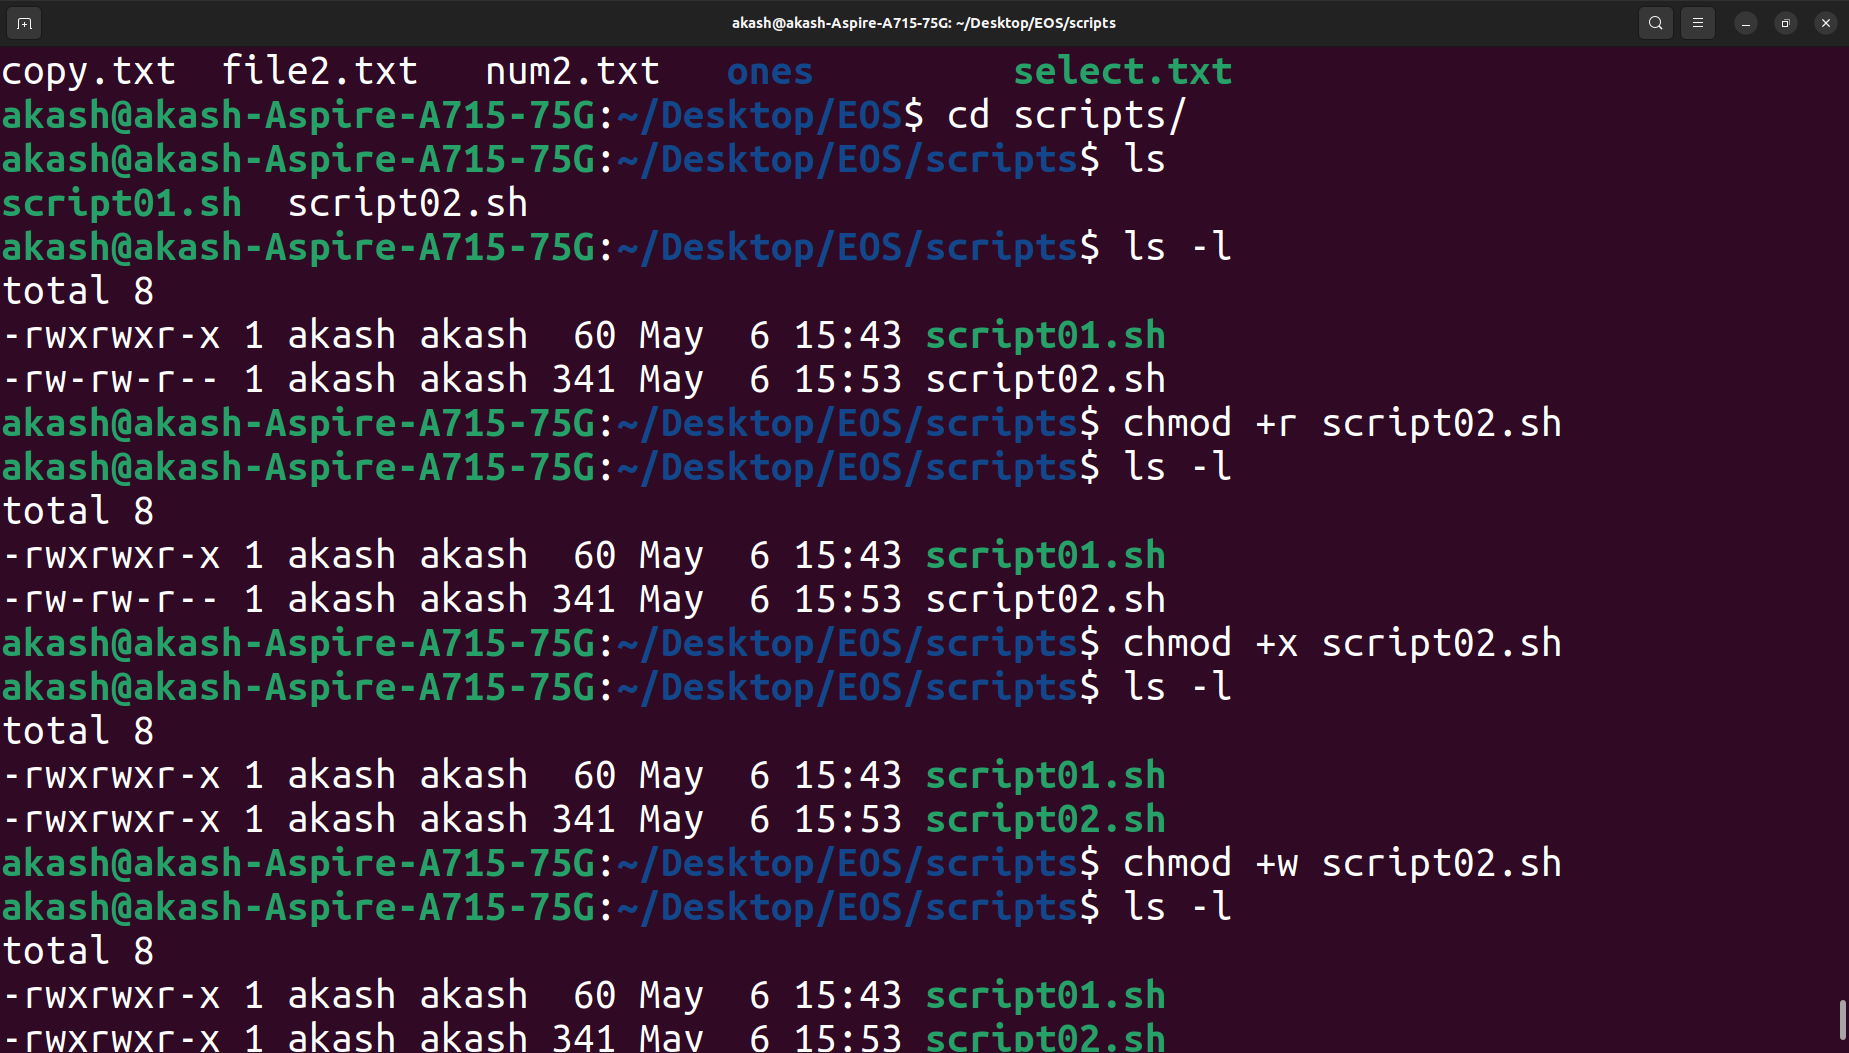 akash@akash-Aspire-A715-75G: ~/Desktop/EOS/scripts
copy.txt  file2.txt   num2.txt   ones         select.txt
akash@akash-Aspire-A715-75G:~/Desktop/EOS$ cd scripts/
akash@akash-Aspire-A715-75G:~/Desktop/EOS/scripts$ ls
script01.sh  script02.sh
akash@akash-Aspire-A715-75G:~/Desktop/EOS/scripts$ ls -l
total 8
-rwxrwxr-x 1 akash akash  60 May  6 15:43 script01.sh
-rw-rw-r-- 1 akash akash 341 May  6 15:53 script02.sh
akash@akash-Aspire-A715-75G:~/Desktop/EOS/scripts$ chmod +r script02.sh
akash@akash-Aspire-A715-75G:~/Desktop/EOS/scripts$ ls -l
total 8
-rwxrwxr-x 1 akash akash  60 May  6 15:43 script01.sh
-rw-rw-r-- 1 akash akash 341 May  6 15:53 script02.sh
akash@akash-Aspire-A715-75G:~/Desktop/EOS/scripts$ chmod +x script02.sh
akash@akash-Aspire-A715-75G:~/Desktop/EOS/scripts$ ls -l
total 8
-rwxrwxr-x 1 akash akash  60 May  6 15:43 script01.sh
-rwxrwxr-x 1 akash akash 341 May  6 15:53 script02.sh
akash@akash-Aspire-A715-75G:~/Desktop/EOS/scripts$ chmod +w script02.sh
akash@akash-Aspire-A715-75G:~/Desktop/EOS/scripts$ ls -l
total 8
-rwxrwxr-x 1 akash akash  60 May  6 15:43 script01.sh
-rwxrwxr-x 1 akash akash 341 May  6 15:53 script02.sh